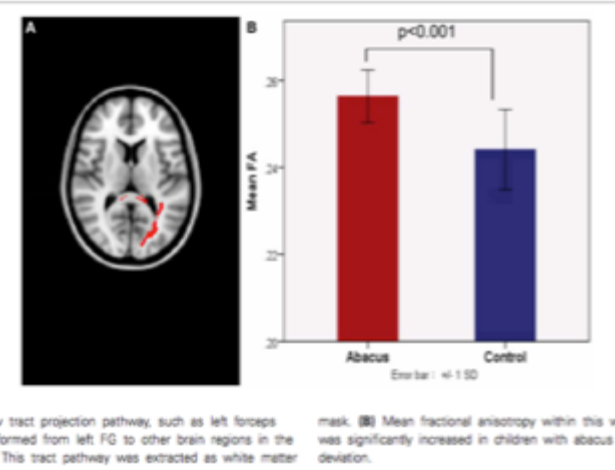 A
B
p<0.001
Mean FA
.26
.24
.22
.20
Abacus
Control
Error bar : +/- 1 SD
tract projection pathway, such as left forceps
formed from left FG to other brain regions in the
This tract pathway was extracted as white matter
mask. (B) Mean fractional anisotropy within this
was significantly increased in children with abacus
deviation.